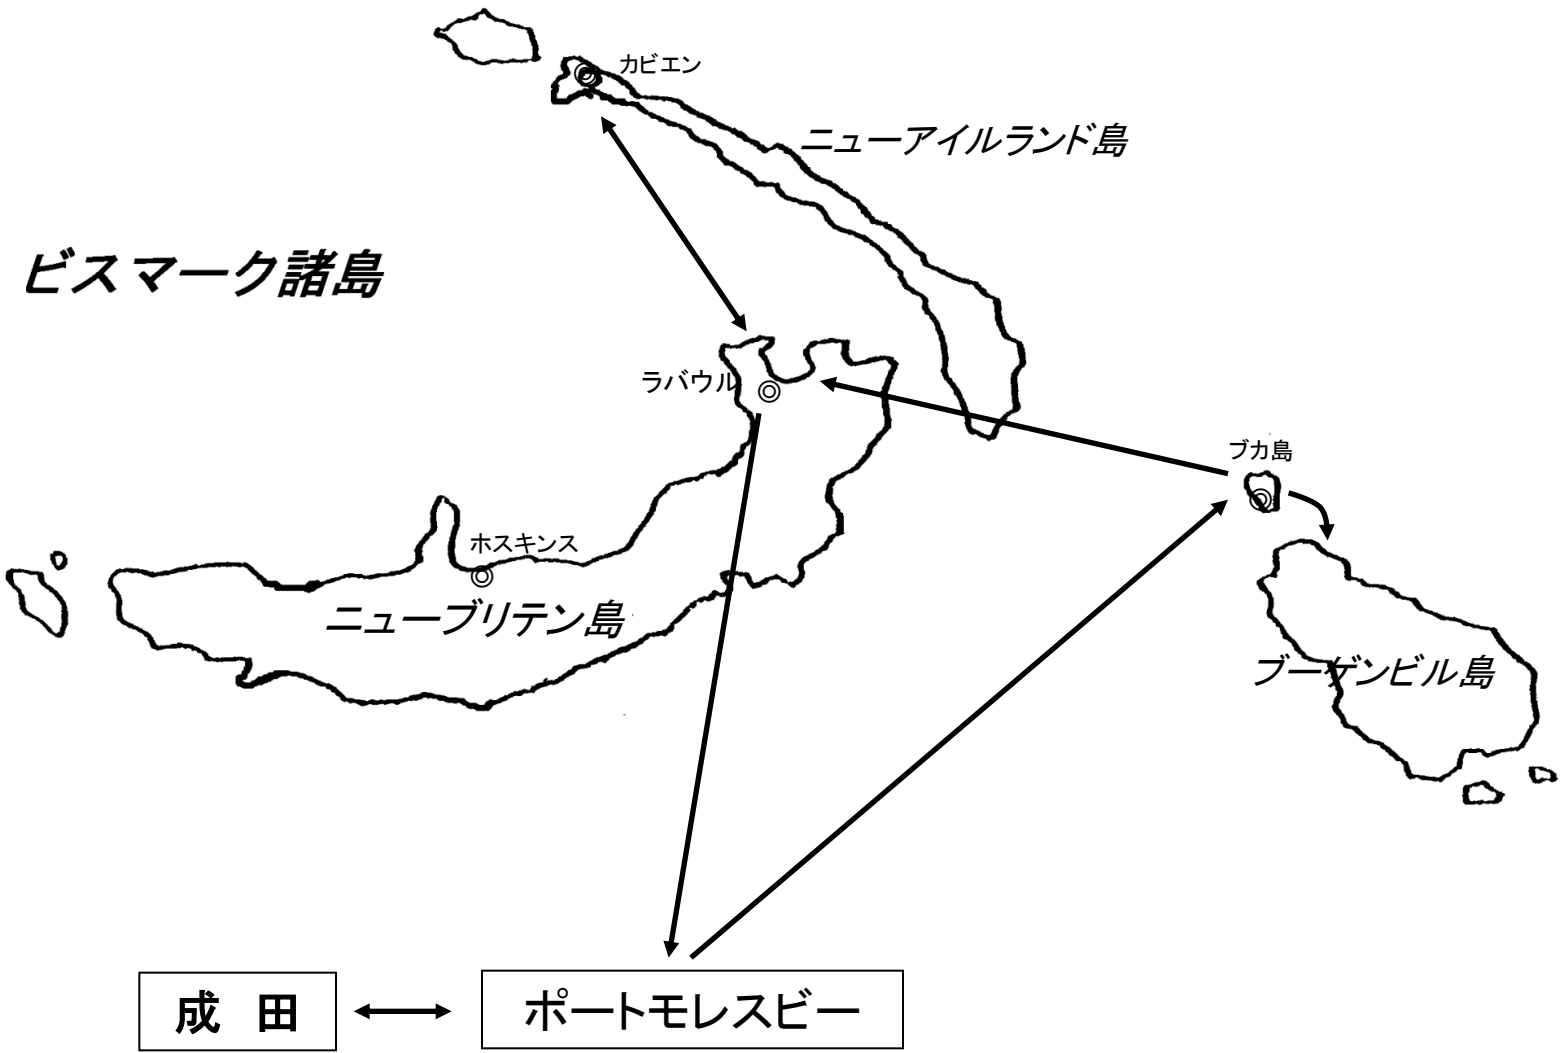 カビエン
ニューアイルランド島
ビスマーク諸島
ラバウル
ブカ島
ホスキンス
ニューブリテン島
ブーゲンビル島
成 田
ポートモレスビー